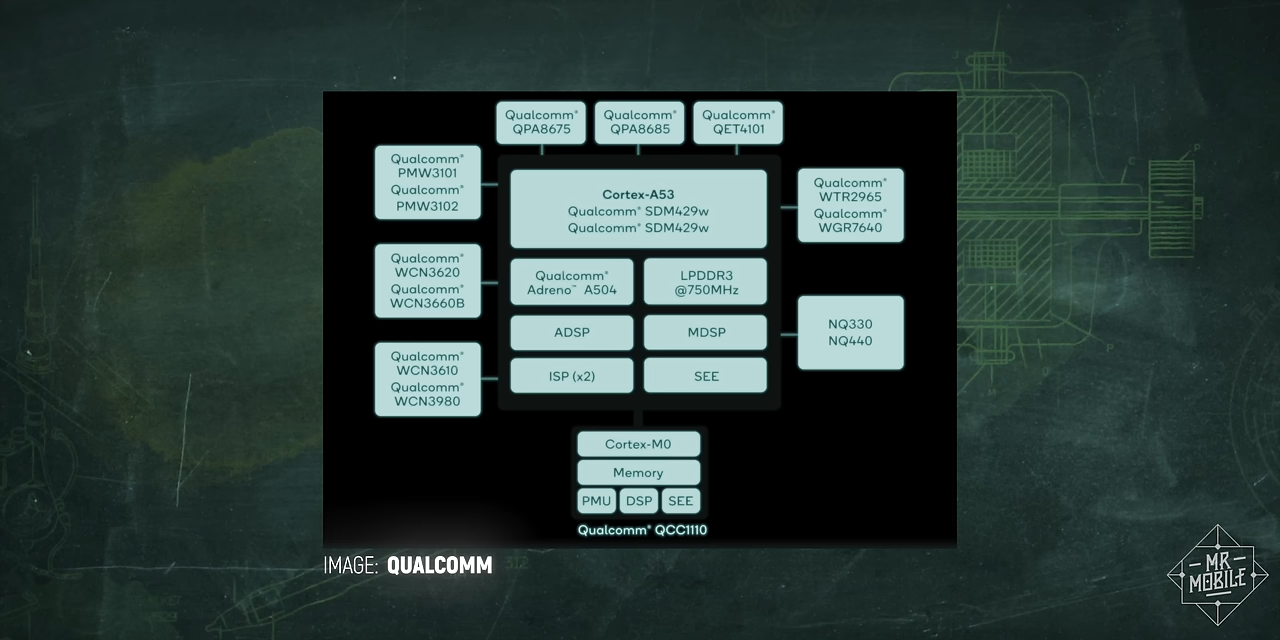 Qualcomm®
QPA8675
Qualcomm®
QPA8685
Qualcomm®
QET4101
Qualcomm®
PMW3101
Qualcomm®
PMW3102
Cortex-A53
Qualcomm® SDM429w
Qualcomm® SDM429w
Qualcomm®
WTR2965
Qualcomm®
WGR7640
Qualcomm®
WCN3620
Qualcomm®
WCN3660B
Qualcomm®
Adreno™ A504
LPDDR3
@750MHz
NQ330
NQ440
ADSP
MDSP
Qualcomm®
WCN3610
Qualcomm®
WCN3980
ISP (x2)
SEE
Cortex-M0
Memory
PMU
DSP
SEE
Qualcomm® QCC1110
IMAGE: QUALCOMM
312
MR
MOBILE